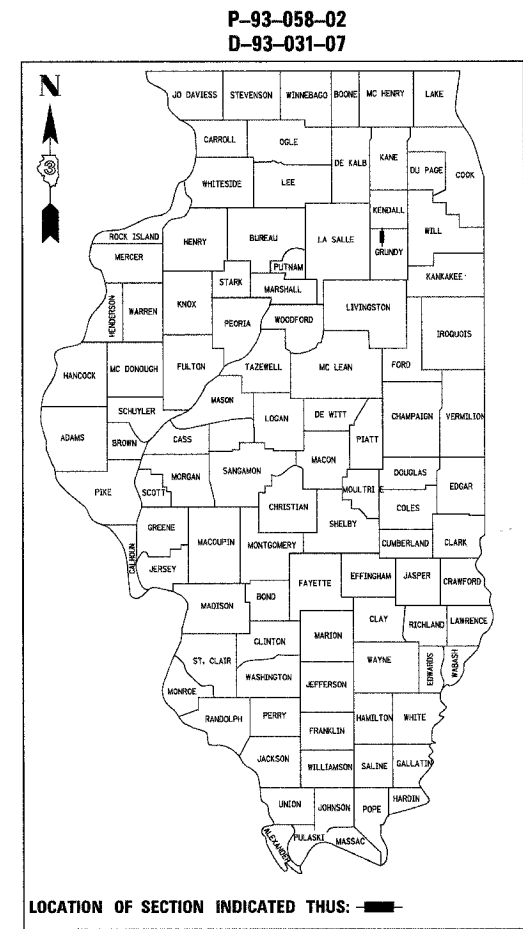 P-93-058-02
D-93-031-07
N
3
JO DAVIESS STEVENSON WINNEBAGO BOONE MC HENRY LAKE
CARROLL OGLE
DE KALB KANE
DU PAGE COOK
WHITESIDE LEE
KENDALL
ROCK ISLAND HENRY BUREAU LA SALLE WILL
MERCER PUTNAM GRUNDY
STARK MARSHALL KANKAKEE
HENDERSON WARREN KNOX LIVINGSTON
PEORIA WOODFORD IROQUOIS
HANCOCK MC DONOUGH FULTON TAZEWELL MC LEAN FORD
MASON
SCHUYLER LOGAN DE WITT CHAMPAIGN VERMILION
ADAMS BROWN CASS PIATT
MACON
PIKE SCOTT MORGAN SANGAMON DOUGLAS EDGAR
MOULTRIE
CHRISTIAN COLES
GREENE SHELBY
CALHOUN MACOUPIN MONTGOMERY CUMBERLAND CLARK
JERSEY
FAYETTE EFFINGHAM JASPER CRAWFORD
MADISON BOND
CLAY RICHLAND LAWRENCE
CLINTON MARION
ST. CLAIR WAYNE EDWARDS WABASH
WASHINGTON JEFFERSON
MONROE
RANDOLPH PERRY HAMILTON WHITE
FRANKLIN
JACKSON WILLIAMSON SALINE GALLATIN
UNION JOHNSON POPE HARDIN
ALEXANDER PULASKI MASSAC
LOCATION OF SECTION INDICATED THUS: